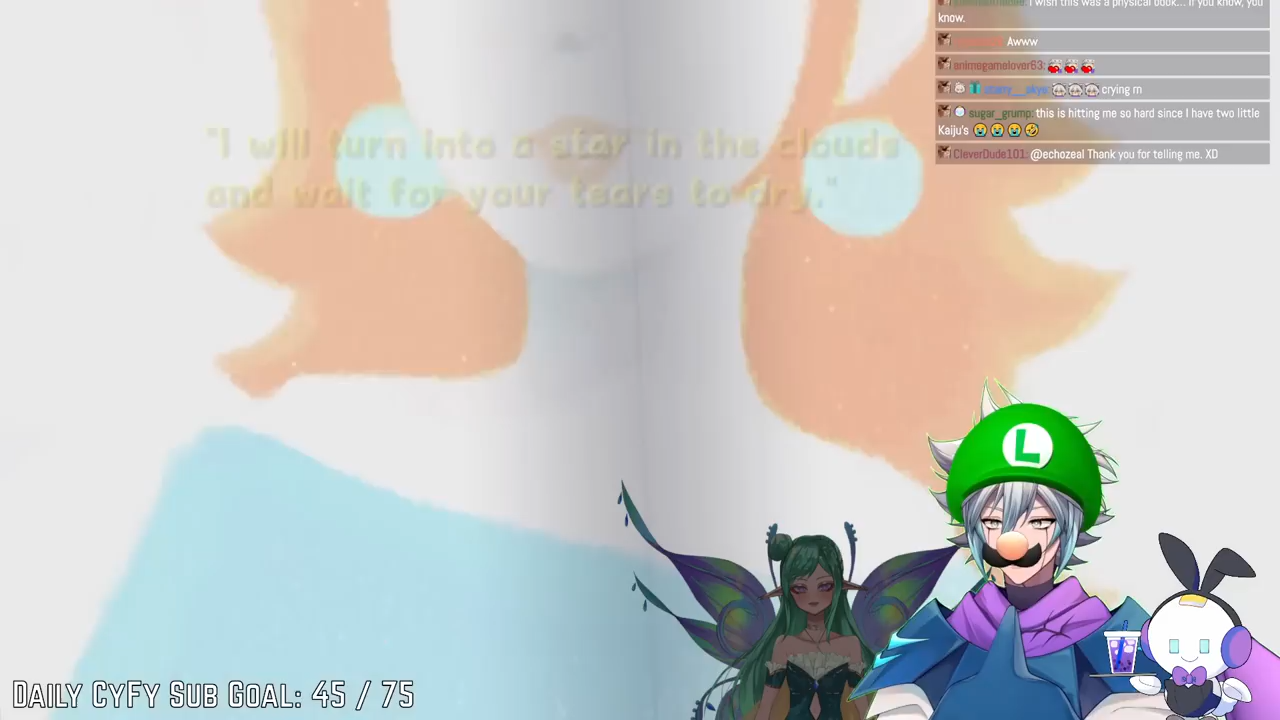 I wish this was a physical book... If you know, you
know.
Awww
animegamelover63:
starry__skys: crying m
sugar_grump: this is hitting me so hard since I have two little
Kaiju's
CleverDude101: @echozeal Thank you for telling me. XD
"I will turn into a star in the clouds
and wait for your tears to dry."
L
DAILY CYFY SUB GOAL: 45 / 75